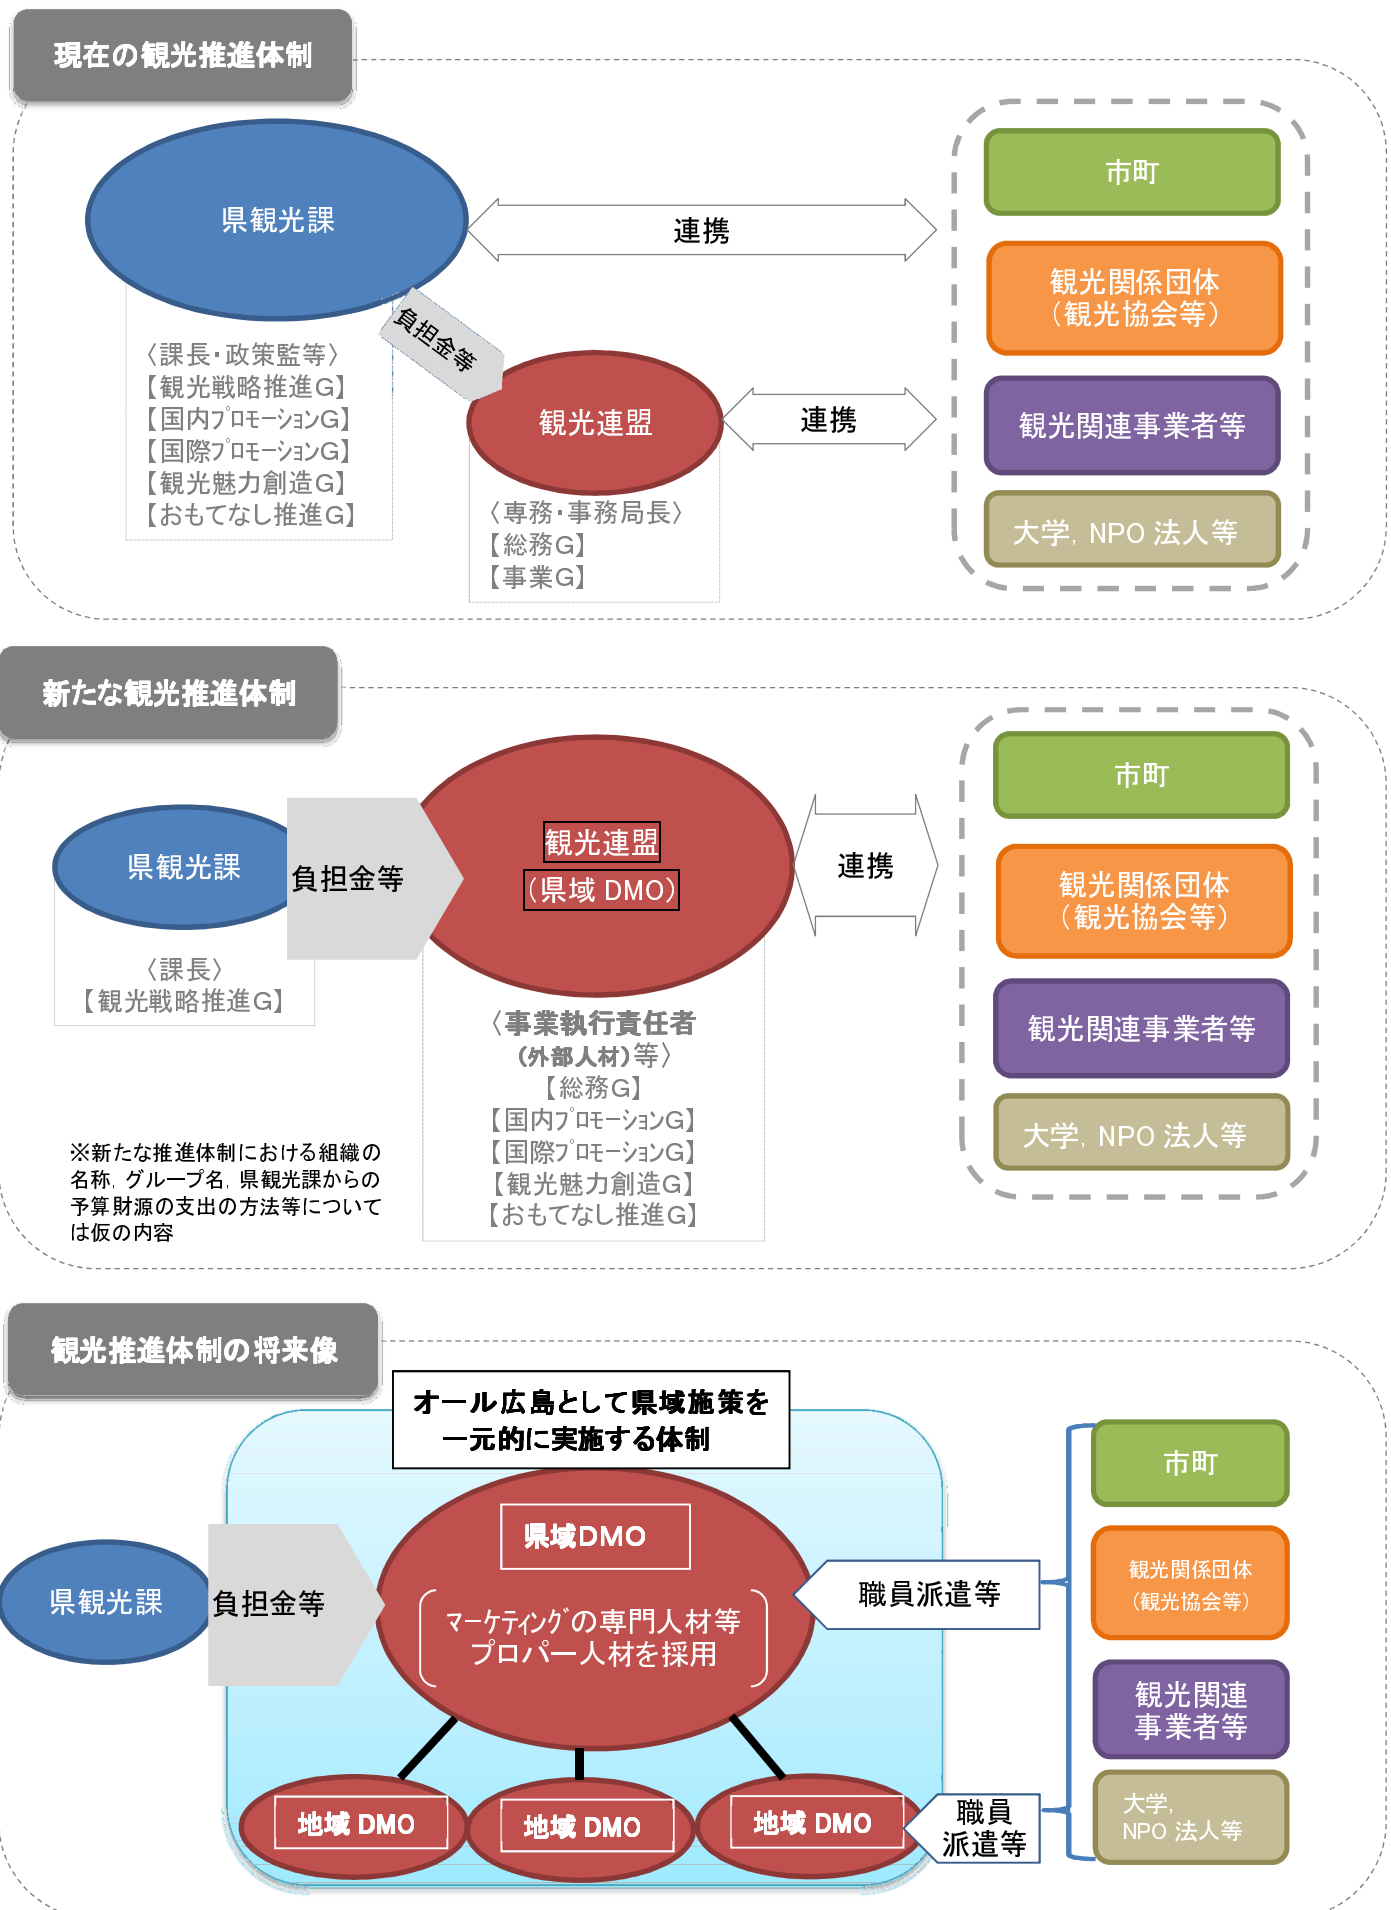 現在の観光推進体制
県観光課
連携
負担金等
〈課長・政策監等〉
【観光戦略推進G】
【国内ﾌﾟﾛﾓｰｼｮﾝG】
【国際ﾌﾟﾛﾓｰｼｮﾝG】
【観光魅力創造G】
【おもてなし推進G】
観光連盟
連携
〈専務・事務局長〉
【総務G】
【事業G】
市町
観光関係団体
（観光協会等）
観光関連事業者等
大学，NPO 法人等
新たな観光推進体制
県観光課
負担金等
〈課長〉
【観光戦略推進G】
観光連盟
（県域 DMO）
連携
〈事業執行責任者
（外部人材）等〉
【総務G】
【国内ﾌﾟﾛﾓｰｼｮﾝG】
【国際ﾌﾟﾛﾓｰｼｮﾝG】
【観光魅力創造G】
【おもてなし推進G】
※新たな推進体制における組織の
名称，グループ名，県観光課からの
予算財源の支出の方法等について
は仮の内容
市町
観光関係団体
（観光協会等）
観光関連事業者等
大学，NPO 法人等
観光推進体制の将来像
オール広島として県域施策を
一元的に実施する体制
県観光課
負担金等
県域DMO
ﾏｰｹﾃｨﾝｸﾞの専門人材等
プロパー人材を採用
職員派遣等
地域 DMO
地域 DMO
地域 DMO
職員
派遣等
市町
観光関係団体
（観光協会等）
観光関連
事業者等
大学，
NPO 法人等